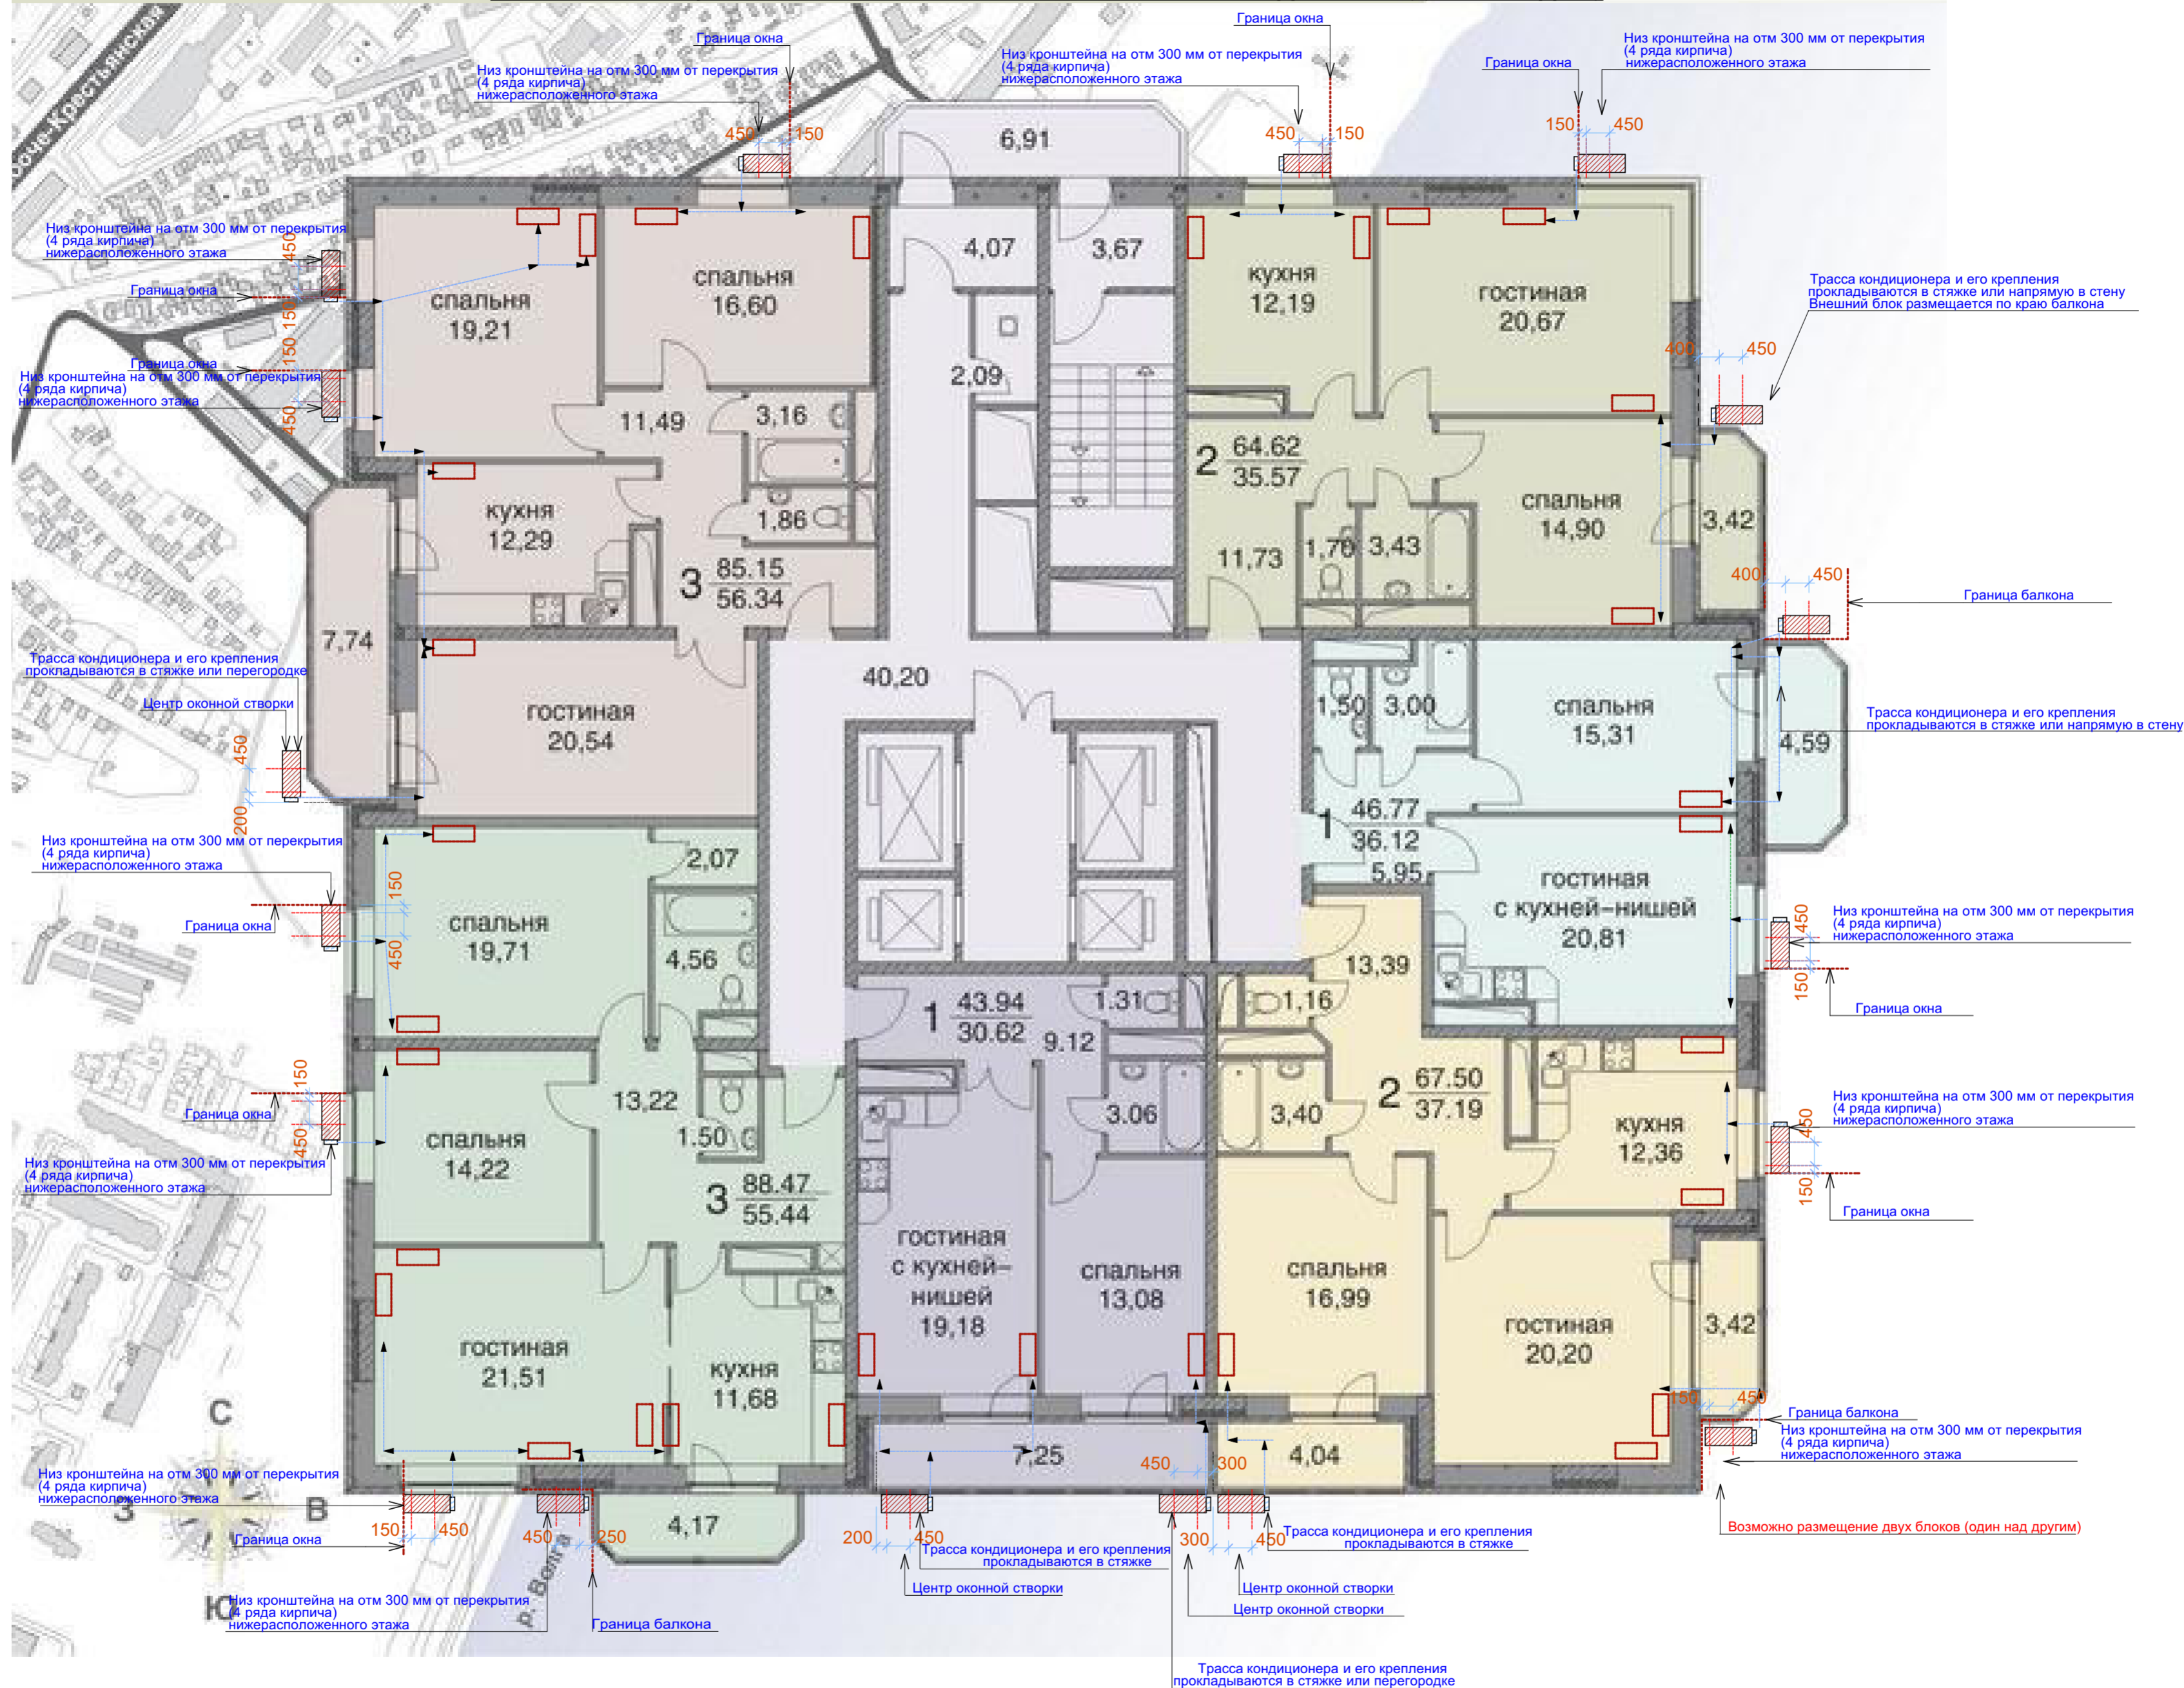 Граница окна
Граница окна
Низ кронштейна на отм 300 мм от перекрытия
(4 ряда кирпича)
нижерасположенного этажа
Низ кронштейна на отм 300 мм от перекрытия
(4 ряда кирпича)
нижерасположенного этажа
Граница окна
Низ кронштейна на отм 300 мм от перекрытия
(4 ряда кирпича)
нижерасположенного этажа
450
150
450
150
150
450
6,91
Низ кронштейна на отм 300 мм от перекрытия
(4 ряда кирпича)
нижерасположенного этажа
450
Граница окна
150
150
Граница окна
Низ кронштейна на отм 300 мм от перекрытия
(4 ряда кирпича)
нижерасположенного этажа
450
спальня
19,21
спальня
16,60
4,07
3,67
2,09
кухня
12,19
гостиная
20,67
Трасса кондиционера и его крепления
прокладываются в стяжке или напрямую в стену
Внешний блок размещается по краю балкона
400
450
11,49
3,16
кухня
12,29
1,86
3
85.15
56.34
2
64.62
35.57
спальня
14,90
3,42
11,73
1,70
3,43
400
450
Граница балкона
7,74
Трасса кондиционера и его крепления
прокладываются в стяжке или перегородке
Центр оконной створки
450
200
гостиная
20,54
40,20
1,50
3,00
спальня
15,31
4,59
Трасса кондиционера и его крепления
прокладываются в стяжке или напрямую в стену
1
46.77
36.12
5,95
Низ кронштейна на отм 300 мм от перекрытия
(4 ряда кирпича)
нижерасположенного этажа
Граница окна
150
450
спальня
19,71
2,07
4,56
гостиная
с кухней-нишей
20,81
450
150
Низ кронштейна на отм 300 мм от перекрытия
(4 ряда кирпича)
нижерасположенного этажа
Граница окна
13,39
1
43.94
30.62
1.31
9.12
1,16
150
Граница окна
450
Низ кронштейна на отм 300 мм от перекрытия
(4 ряда кирпича)
нижерасположенного этажа
спальня
14,22
13,22
1.50
3
88.47
55.44
3.06
3,40
2
67.50
37.19
кухня
12,36
450
150
Низ кронштейна на отм 300 мм от перекрытия
(4 ряда кирпича)
нижерасположенного этажа
Граница окна
гостиная
21,51
кухня
11,68
гостиная
с кухней-
нишей
19,18
спальня
13,08
спальня
16,99
гостиная
20,20
3,42
150
450
Граница балкона
Низ кронштейна на отм 300 мм от перекрытия
(4 ряда кирпича)
нижерасположенного этажа
Возможно размещение двух блоков (один над другим)
С
З
В
Ю
Низ кронштейна на отм 300 мм от перекрытия
(4 ряда кирпича)
нижерасположенного этажа
Граница окна
150
450
450
250
4,17
7,25
4,04
450
300
200
450
300
450
Трасса кондиционера и его крепления
прокладываются в стяжке
Центр оконной створки
Трасса кондиционера и его крепления
прокладываются в стяжке
Центр оконной створки
Центр оконной створки
Низ кронштейна на отм 300 мм от перекрытия
(4 ряда кирпича)
нижерасположенного этажа
р. Волга
Граница балкона
Трасса кондиционера и его крепления
прокладываются в стяжке или перегородке